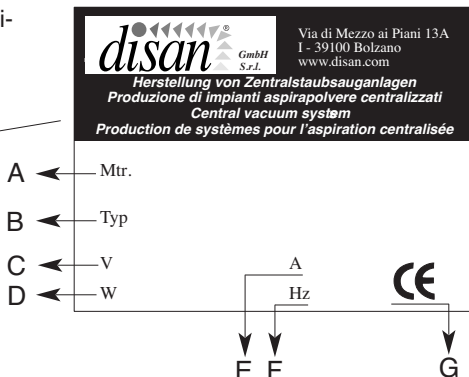 i-
disan® GmbH
S.r.l.
Via di Mezzo ai Piani 13A
I - 39100 Bolzano
www.disan.com
Herstellung von Zentralstaubsauganlagen
Produzione di impianti aspirapolvere centralizzati
Central vacuum system
Production de systèmes pour l'aspiration centralisée
A Mtr.
B Typ
C V A
D W Hz CE
E F G